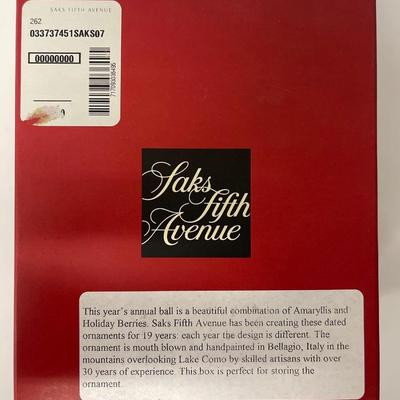 SAKS FIFTH AVENUE
262
033737451SAKS07
00000000
Saks
Fifth
Avenue
This year's annual ball is a beautiful combination of Amaryllis and
Holiday Berries. Saks Fifth Avenue has been creating these dated
ornaments for 19 years: each year the design is different. The
ornament is mouth blown and handpainted in Bellagio, Italy in the
mountains overlooking Lake Como by skilled artisans with over
30 years of experience. This box is perfect for storing the
ornament.